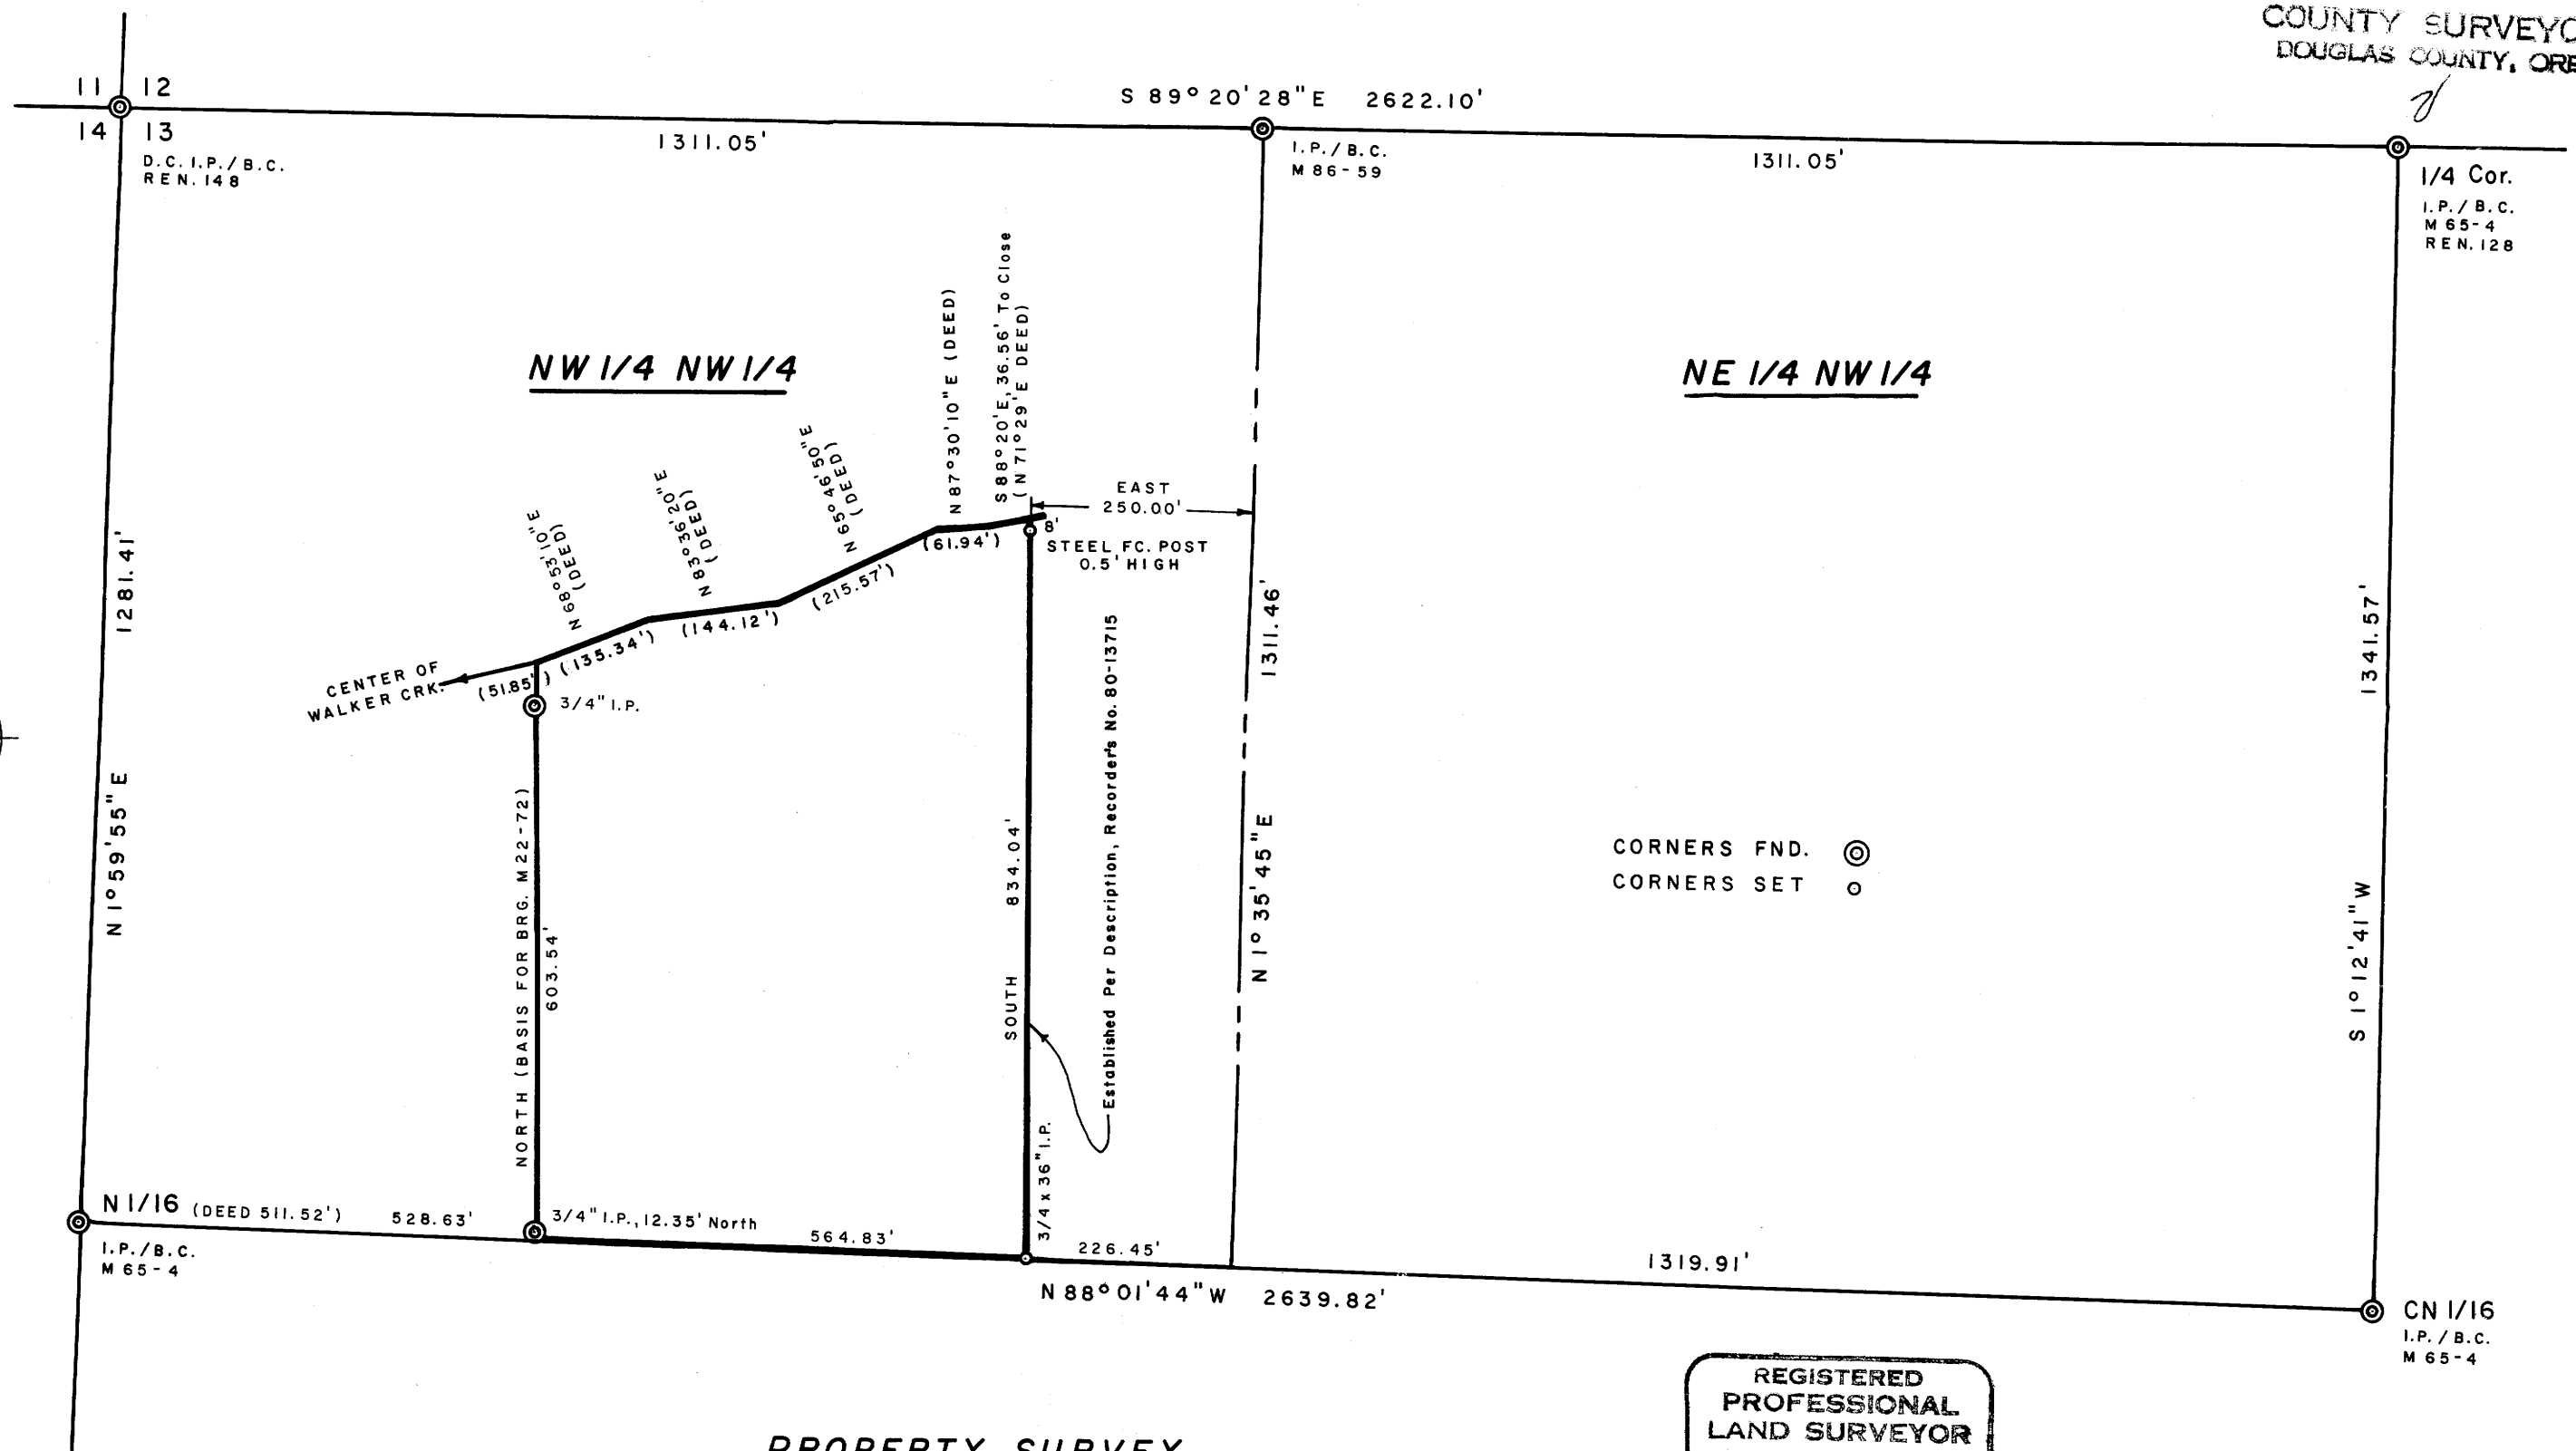 COUNTY SURVEYO
DOUGLAS COUNTY, ORE
11 12
14 13
D.C. I.P./B.C.
REN. 148
S 89°20'28"E 2622.10'
1311.05'
I.P./B.C.
M 86-59
1311.05'
1/4 Cor.
I.P./B.C.
M 65-4
REN. 128
NW 1/4 NW 1/4
NE 1/4 NW 1/4
N 68°53'10"E
(DEED)
N 83°36'20"E
(DEED)
N 65°46'50"E
(DEED)
N 87°30'10"E (DEED)
S 88°20'E, 36.56' To Close
(N 71°29'E DEED)
EAST
250.00'
8'
STEEL FC. POST
0.5' HIGH
(61.94')
(215.57')
(144.12')
(135.34')
(51.85')
CENTER OF
WALKER CRK.
3/4" I.P.
1281.41'
N 1°59'55"E
NORTH (BASIS FOR BRG. M22-72)
603.54'
SOUTH 834.04'
Established Per Description, Recorder's No. 80-13715
3/4 x 36" I.P.
1311.46'
N 1°35'45"E
1341.57'
S 1°12'41"W
CORNERS FND.
CORNERS SET
N 1/16 (DEED 511.52') 528.63'
I.P./B.C.
M 65-4
3/4" I.P., 12.35' North
564.83'
226.45'
1319.91'
N 88°01'44"W 2639.82'
CN 1/16
I.P./B.C.
M 65-4
REGISTERED
PROFESSIONAL
LAND SURVEYOR
PROPERTY SURVEY